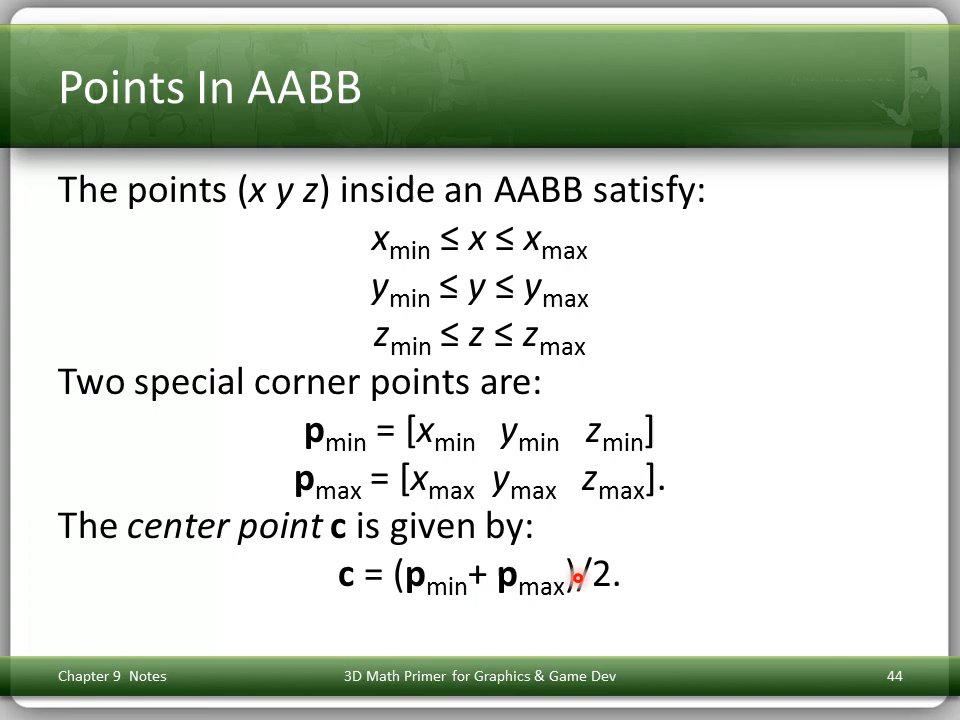 Points In AABB
The points (x y z) inside an AABB satisfy:
xmin ≤ x ≤ xmax
ymin ≤ y ≤ ymax
zmin ≤ z ≤ zmax
Two special corner points are:
pmin = [xmin ymin zmin]
pmax = [xmax ymax zmax].
The center point c is given by:
c = (pmin+ pmax)/2.
Chapter 9 Notes 3D Math Primer for Graphics & Game Dev 44